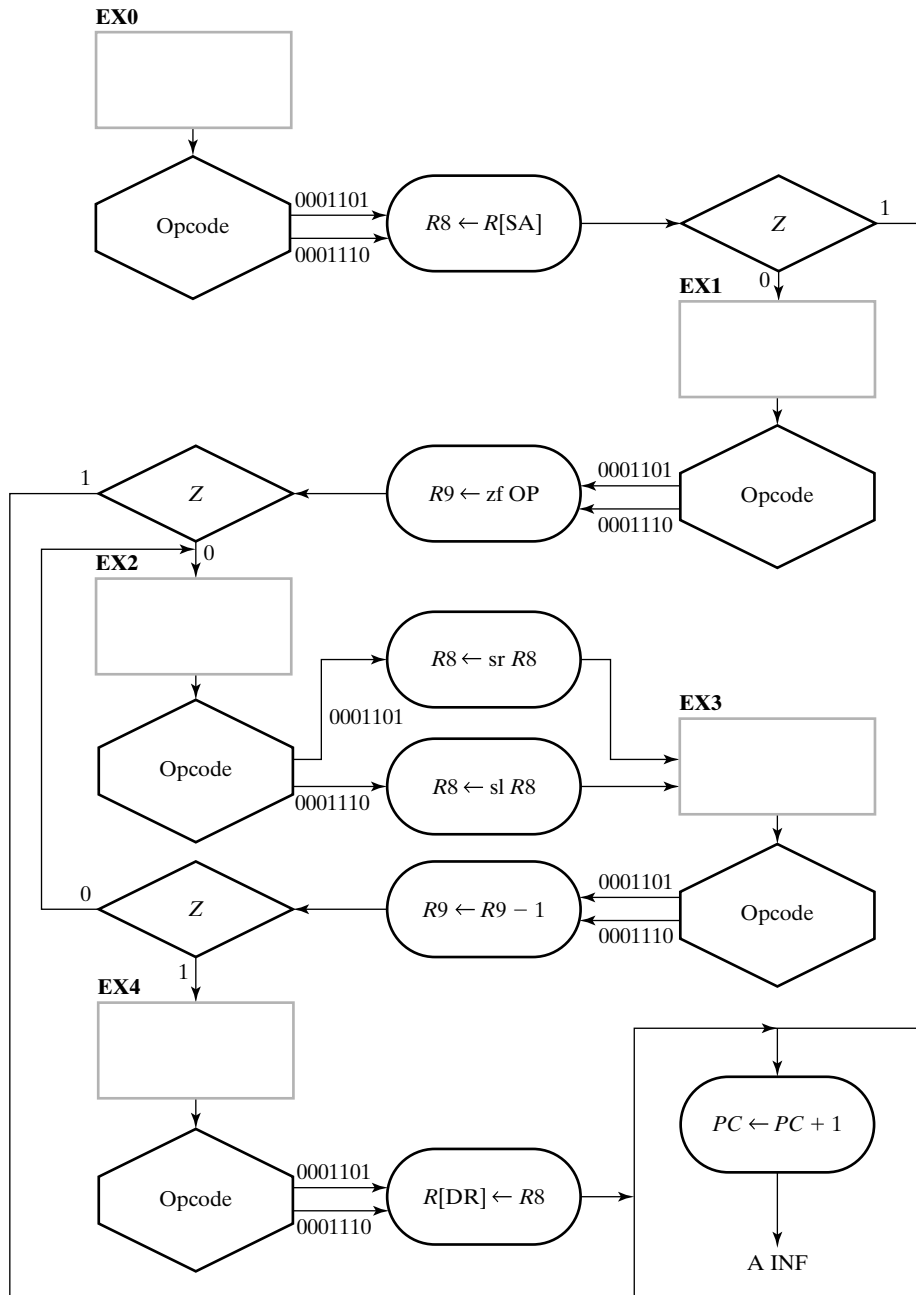 EX0
Opcode
0001101
0001110
R8 ← R[SA]
Z
1
0
EX1
Opcode
0001101
0001110
R9 ← zf OP
Z
1
0
EX2
Opcode
0001101
0001110
R8 ← sr R8
R8 ← sl R8
EX3
Opcode
0001101
0001110
R9 ← R9 − 1
Z
0
1
EX4
Opcode
0001101
0001110
R[DR] ← R8
PC ← PC + 1
A INF